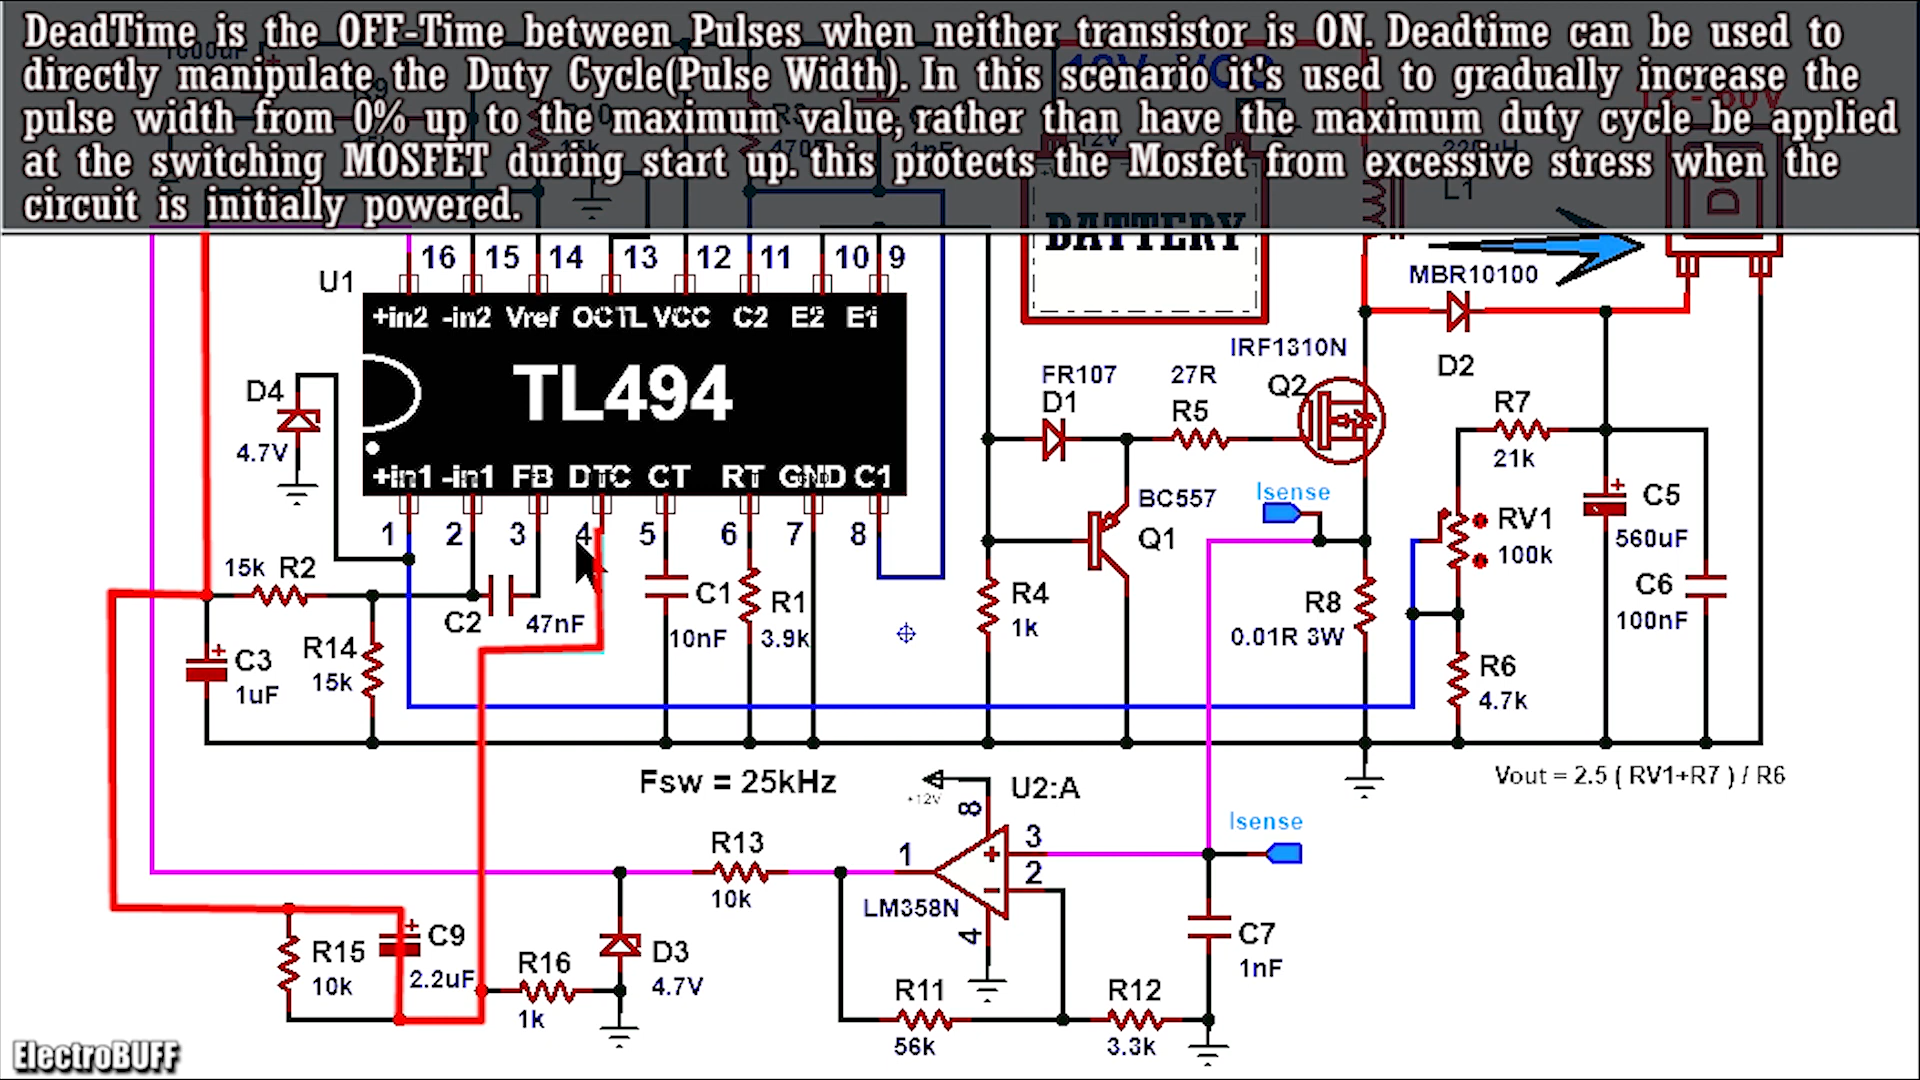 DeadTime is the OFF-Time between Pulses when neither transistor is ON. Deadtime can be used to
directly manipulate the Duty Cycle(Pulse Width). In this scenario it's used to gradually increase the
pulse width from 0% up to the maximum value, rather than have the maximum duty cycle be applied
at the switching MOSFET during start up. this protects the Mosfet from excessive stress when the
circuit is initially powered.
BATTERY
L1
U1
16 15 14 13 12 11 10 9
+in2 -in2 Vref OCTL VCC C2 E2 E1
TL494
+in1 -in1 FB DTC CT RT GND C1
1 2 3 4 5 6 7 8
D4
4.7V
15k R2
C2
47nF
C3
1uF
R14
15k
C1
10nF
R1
3.9k
FR107
D1
27R
R5
IRF1310N
Q2
MBR10100
D2
BC557
Q1
R4
1k
Isense
R8
0.01R 3W
R7
21k
RV1
100k
R6
4.7k
C5
560uF
C6
100nF
Fsw = 25kHz
Vout = 2.5 ( RV1+R7 ) / R6
+12V
U2:A
8
3
2
1
4
LM358N
Isense
R13
10k
R15
10k
C9
2.2uF
R16
1k
D3
4.7V
R11
56k
R12
3.3k
C7
1nF
ElectroBUFF